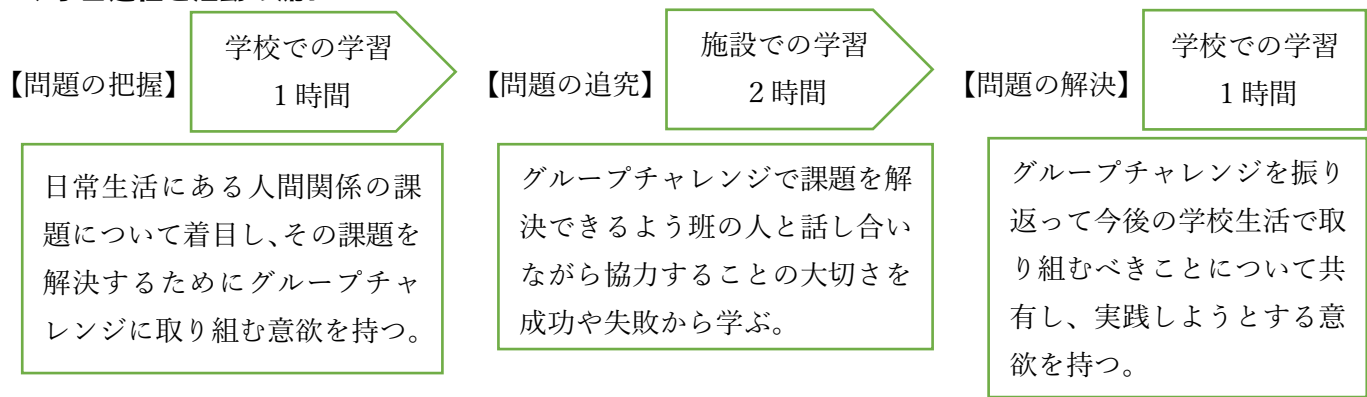 【問題の把握】
学校での学習
１時間
日常生活にある人間関係の課
題について着目し、その課題を
解決するためにグループチャ
レンジに取り組む意欲を持つ。
【問題の追究】
施設での学習
２時間
グループチャレンジで課題を解
決できるよう班の人と話し合い
ながら協力することの大切さを
成功や失敗から学ぶ。
【問題の解決】
学校での学習
１時間
グループチャレンジを振り
返って今後の学校生活で取
り組むべきことについて共
有し、実践しようとする意
欲を持つ。